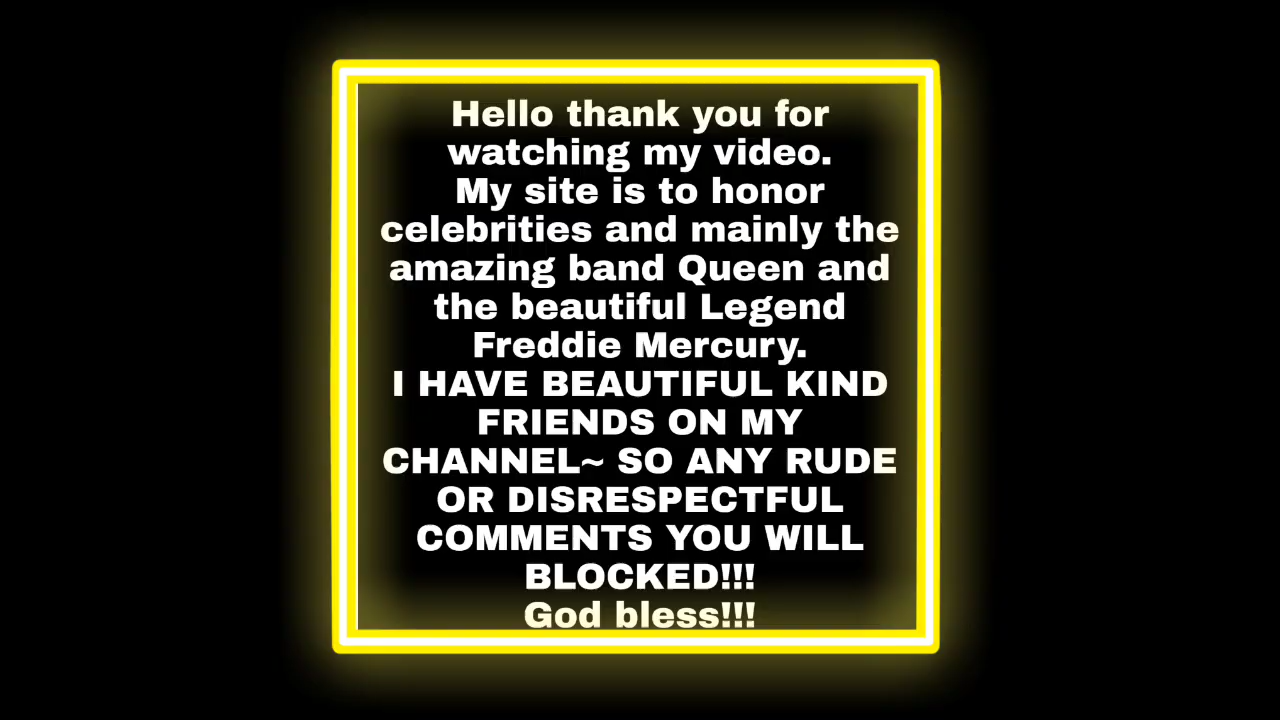 Hello thank you for
watching my video.
My site is to honor
celebrities and mainly the
amazing band Queen and
the beautiful Legend
Freddie Mercury.
I HAVE BEAUTIFUL KIND
FRIENDS ON MY
CHANNEL~ SO ANY RUDE
OR DISRESPECTFUL
COMMENTS YOU WILL
BLOCKED!!!
God bless!!!